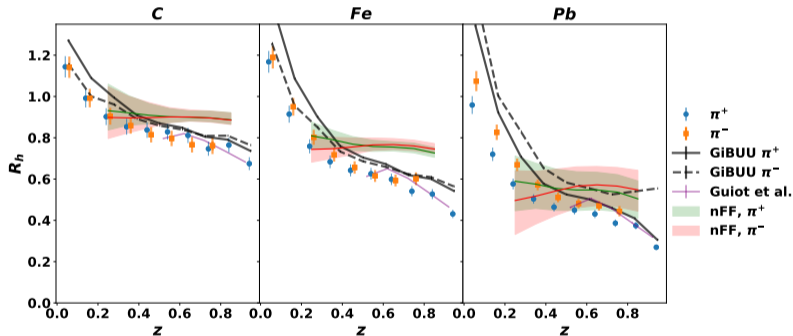 C Fe Pb
1.2
1.0
0.8
0.6
0.4
0.2
0.0
R_h
0.0 0.2 0.4 0.6 0.8 0.0 0.2 0.4 0.6 0.8 0.0 0.2 0.4 0.6 0.8
z z z
π⁺
π⁻
GiBUU π⁺
GiBUU π⁻
Guiot et al.
nFF, π⁺
nFF, π⁻